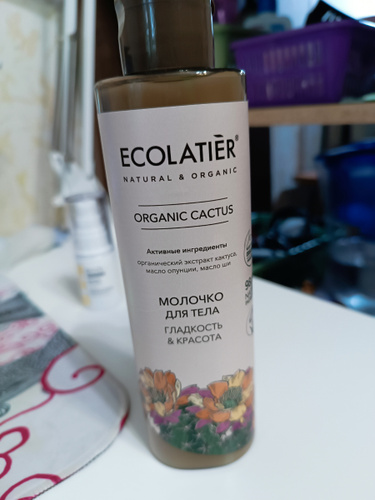 ECOLATIÈR®
NATURAL & ORGANIC
ORGANIC CACTUS
Активные ингредиенты
органический экстракт кактуса,
масло опунции, масло ши
МОЛОЧКО
ДЛЯ ТЕЛА
ГЛАДКОСТЬ
& КРАСОТА